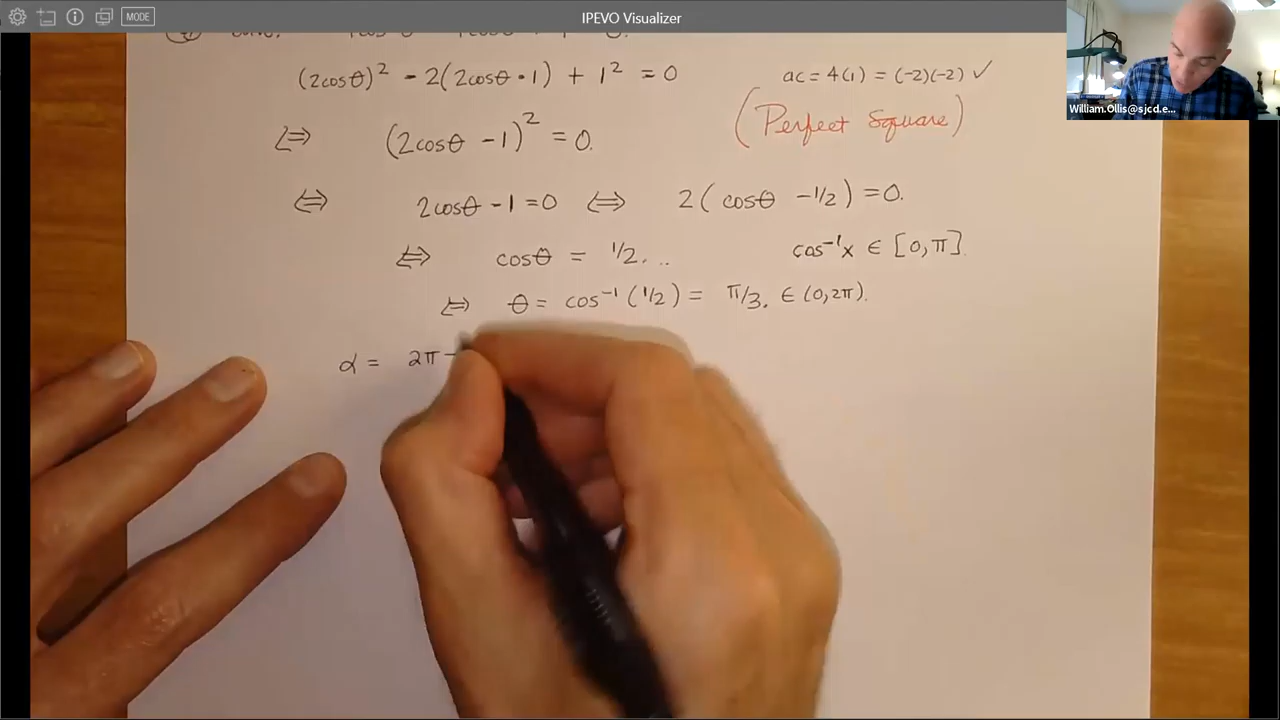 MODE IPEVO Visualizer
William.Ollis@sjcd.e...
(2cosθ)² - 2(2cosθ·1) + 1² = 0 ac = 4(1) = (-2)(-2) ✓
(Perfect Square)
⇔ (2cosθ - 1)² = 0.
⇔ 2cosθ - 1 = 0 ⇔ 2(cosθ - 1/2) = 0.
⇔ cosθ = 1/2... cos⁻¹x ∈ [0,π].
⇔ θ = cos⁻¹(1/2) = π/3. ∈ (0,2π).
α = 2π -